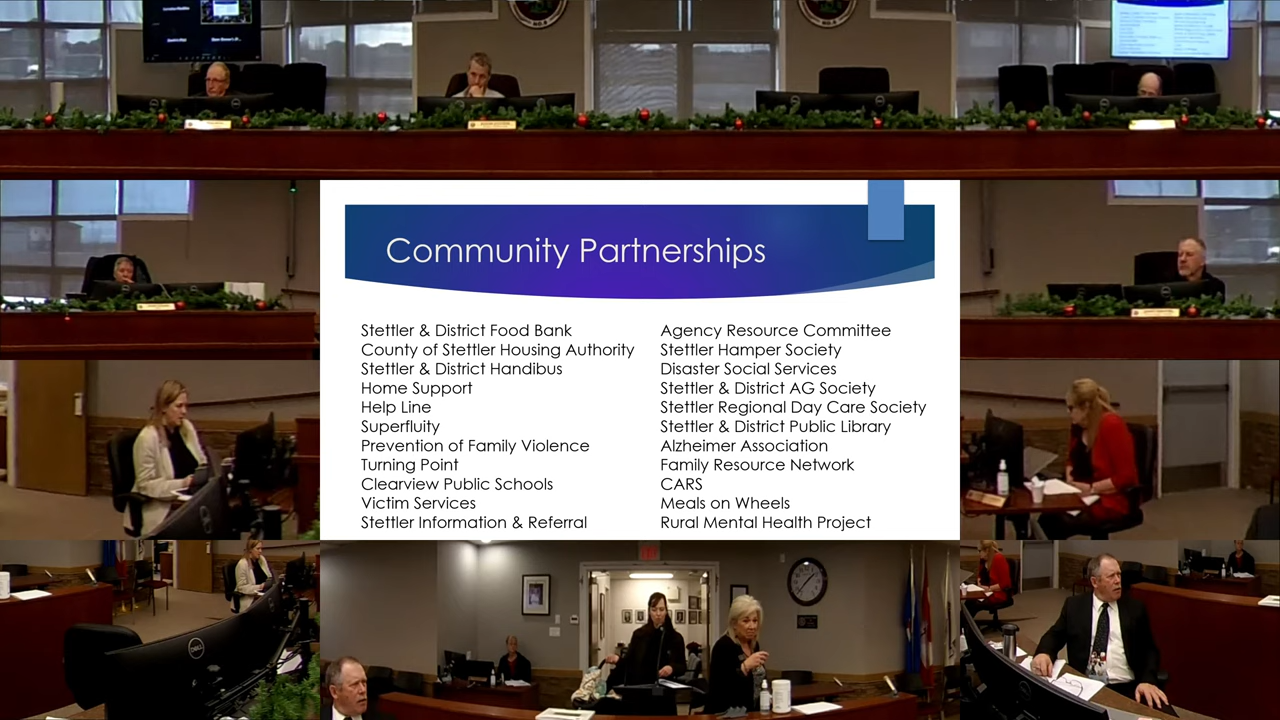 Community Partnerships
Stettler & District Food Bank
County of Stettler Housing Authority
Stettler & District Handibus
Home Support
Help Line
Superfluity
Prevention of Family Violence
Turning Point
Clearview Public Schools
Victim Services
Stettler Information & Referral
Agency Resource Committee
Stettler Hamper Society
Disaster Social Services
Stettler & District AG Society
Stettler Regional Day Care Society
Stettler & District Public Library
Alzheimer Association
Family Resource Network
CARS
Meals on Wheels
Rural Mental Health Project